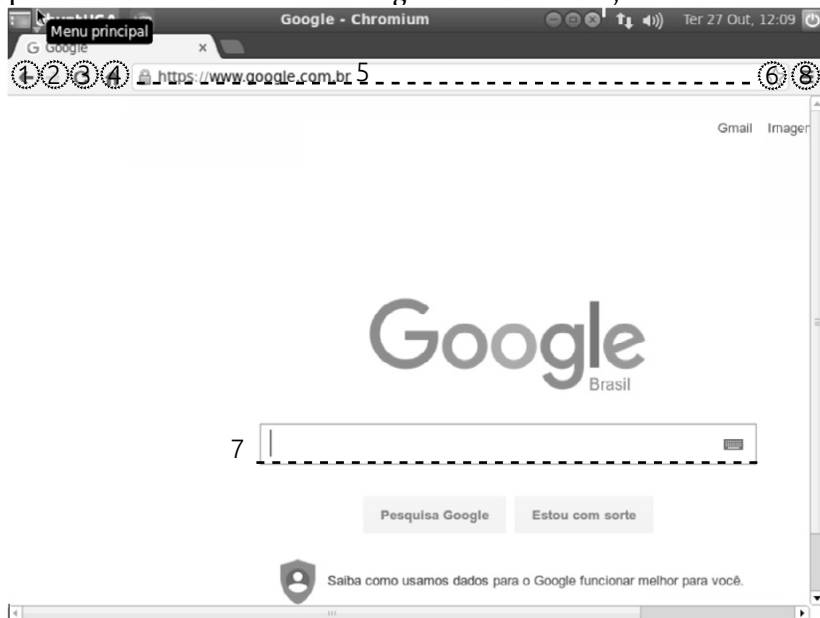 Google - Chromium Ter 27 Out, 12:09
Menu principal
G Google x
1 2 3 4 https://www.google.com.br 5 6 8
Gmail Imager
Google
Brasil
7
Pesquisa Google Estou com sorte
Saiba como usamos dados para o Google funcionar melhor para você.